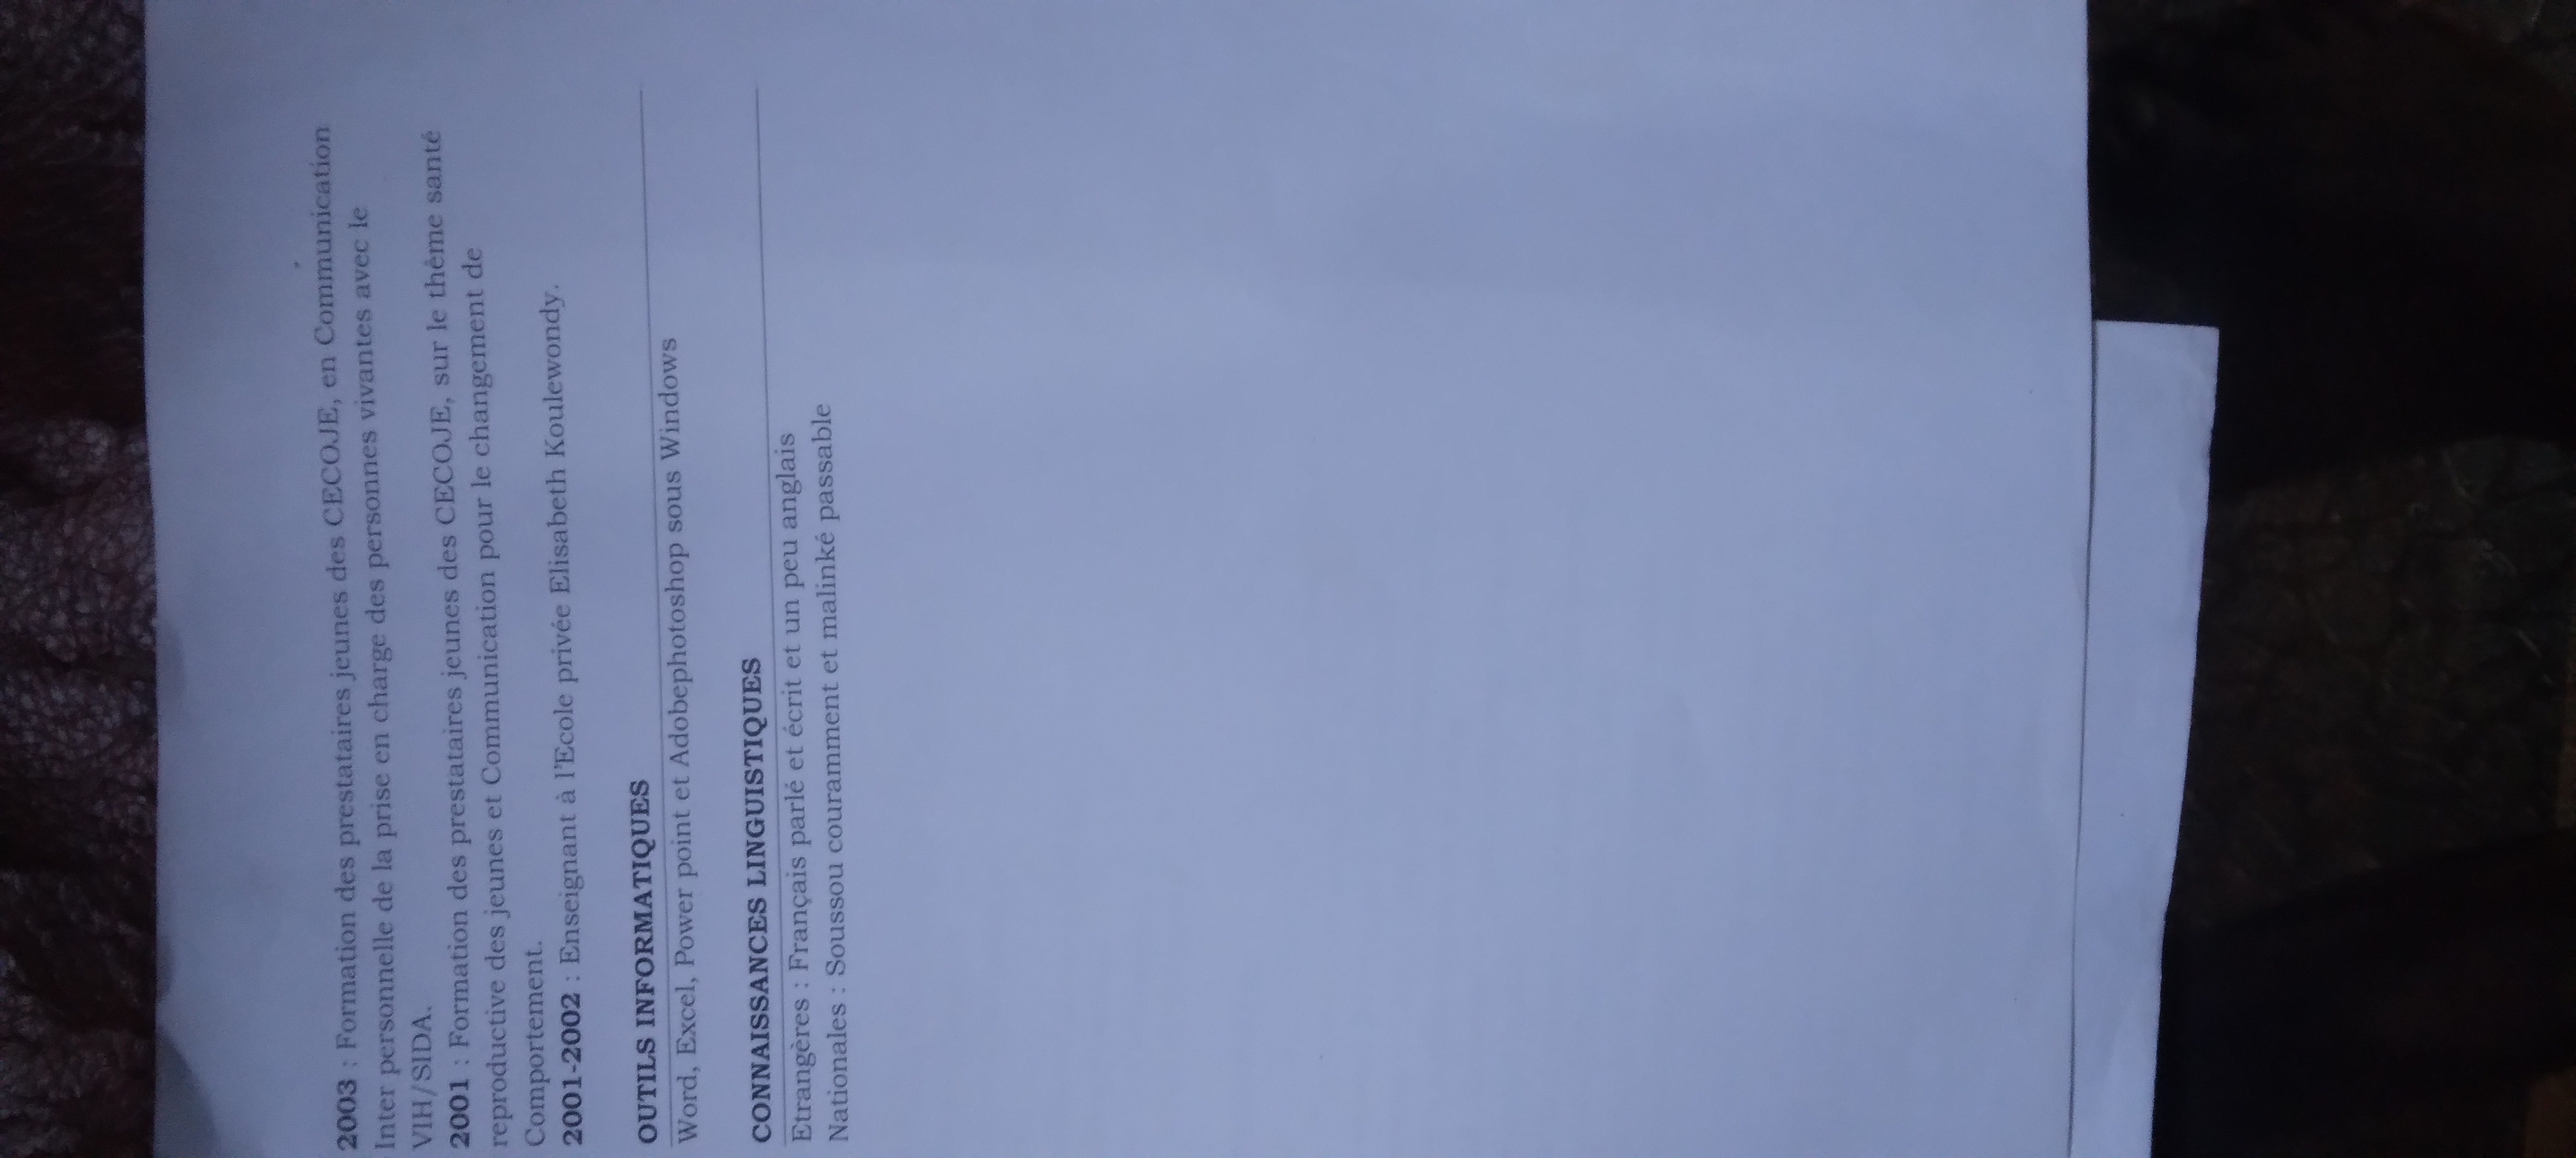 2003 : Formation des prestataires jeunes des CECOJE, en Communication
Inter personnelle de la prise en charge des personnes vivantes avec le
VIH/SIDA.
2001 : Formation des prestataires jeunes des CECOJE, sur le thême santé
reproductive des jeunes et Communication pour le changement de
Comportement.
2001-2002 : Enseignant à l'Ecole privée Elisabeth Koulewondy.
OUTILS INFORMATIQUES
Word, Excel, Power point et Adobephotoshop sous Windows
CONNAISSANCES LINGUISTIQUES
Etrangères : Français parlé et écrit et un peu anglais
Nationales : Soussou couramment et malinké passable